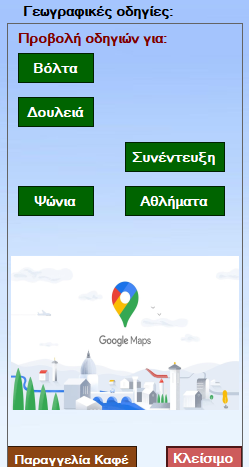 Γεωγραφικές οδηγίες:
Προβολή οδηγιών για:
Βόλτα
Δουλειά
Συνέντευξη
Ψώνια Αθλήματα
Google Maps
Παραγγελία Καφέ Κλείσιμο